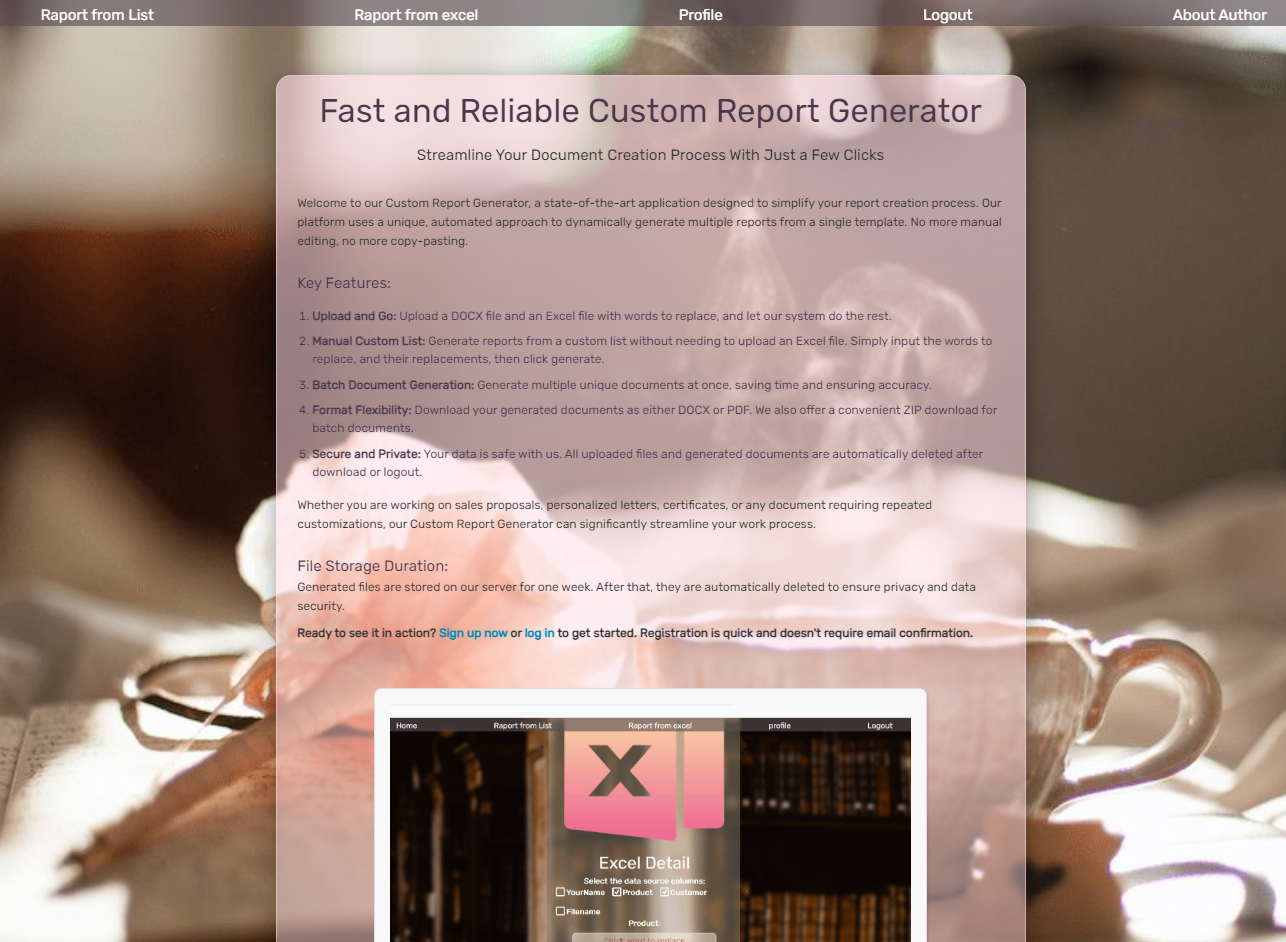 Raport from List
Raport from excel
Profile
Logout
About Author
Fast and Reliable Custom Report Generator
Streamline Your Document Creation Process With Just a Few Clicks
Welcome to our Custom Report Generator, a state-of-the-art application designed to simplify your report creation process. Our
platform uses a unique, automated approach to dynamically generate multiple reports from a single template. No more manual
editing, no more copy-pasting.
Key Features:
1. Upload and Go: Upload a DOCX file and an Excel file with words to replace, and let our system do the rest.
2. Manual Custom List: Generate reports from a custom list without needing to upload an Excel file. Simply input the words to
replace, and their replacements, then click generate.
3. Batch Document Generation: Generate multiple unique documents at once, saving time and ensuring accuracy.
4. Format Flexibility: Download your generated documents as either DOCX or PDF. We also offer a convenient ZIP download for
batch documents.
5. Secure and Private: Your data is safe with us. All uploaded files and generated documents are automatically deleted after
download or logout.
Whether you are working on sales proposals, personalized letters, certificates, or any document requiring repeated
customizations, our Custom Report Generator can significantly streamline your work process.
File Storage Duration:
Generated files are stored on our server for one week. After that, they are automatically deleted to ensure privacy and data
security.
Ready to see it in action? Sign up now or log in to get started. Registration is quick and doesn't require email confirmation.
Home
Raport from List
Raport from excel
profile
Logout
X
Excel Detail
Select the data source columns:
YourName Product Customer
Filename
Product:
Enter word to replace